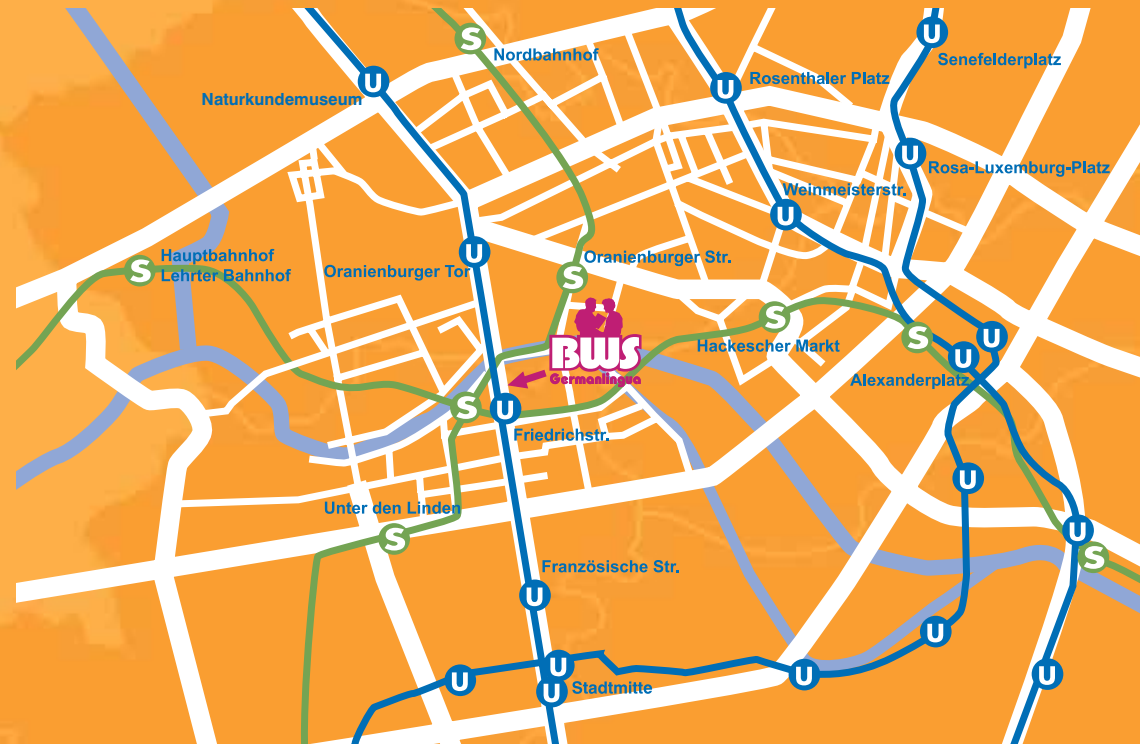 S
Nordbahnhof
U
Senefelderplatz
U
Naturkundemuseum
U
Rosenthaler Platz
U
Rosa-Luxemburg-Platz
U
Weinmeisterstr.
S
Hauptbahnhof
Lehrter Bahnhof
U
Oranienburger Tor
S
Oranienburger Str.
S
Hackescher Markt
BWS
Germanlingua
S
U
U
Alexanderplatz
S
U
Friedrichstr.
U
Unter den Linden
S
U
S
Französische Str.
U
U
U
U
Stadtmitte
U
U
U